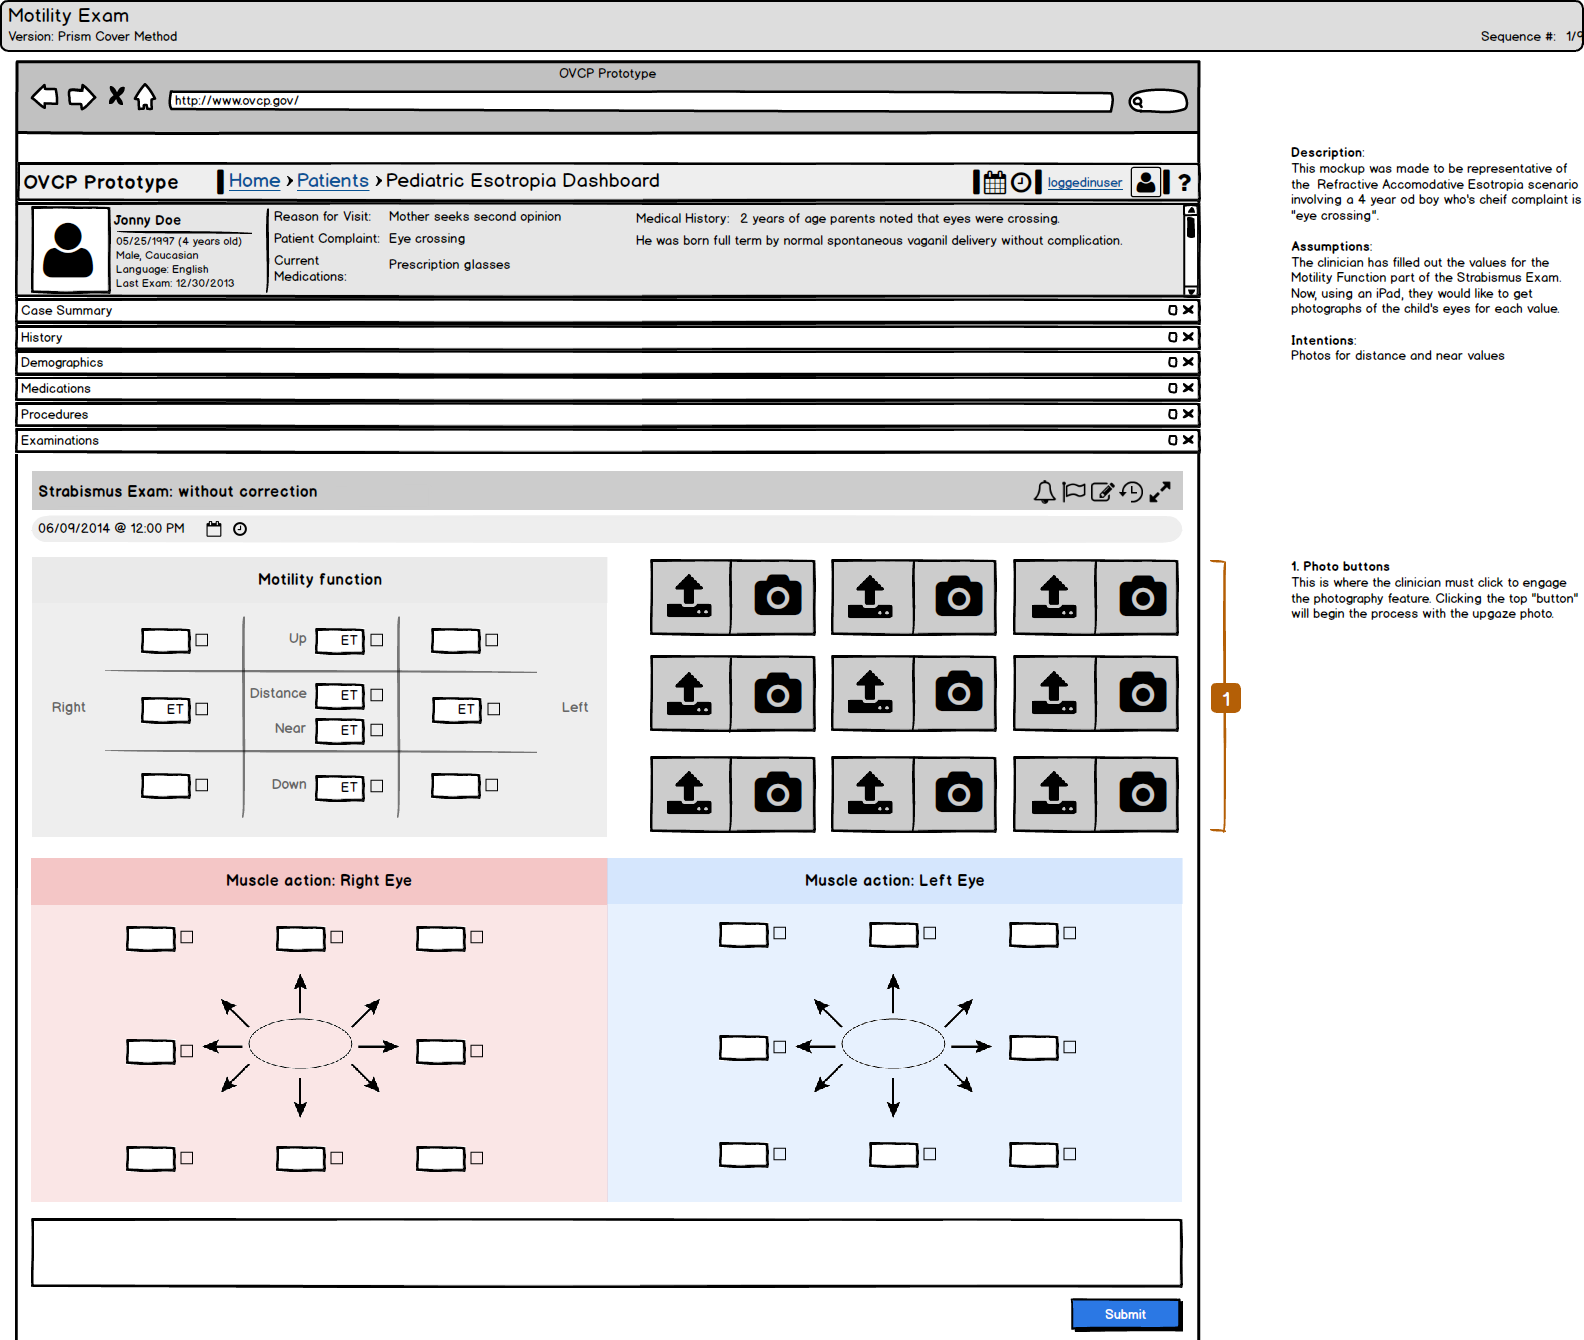 Motility Exam
Version: Prism Cover Method
Sequence #: 1/9
OVCP Prototype
http://www.ovcp.gov/
OVCP Prototype
Home > Patients > Pediatric Esotropia Dashboard
loggedinuser
?
Jonny Doe
05/25/1997 (4 years old)
Male, Caucasian
Language: English
Last Exam: 12/30/2013
Reason for Visit: Mother seeks second opinion
Patient Complaint: Eye crossing
Current
Medications:
Prescription glasses
Medical History: 2 years of age parents noted that eyes were crossing.
He was born full term by normal spontaneous vaganil delivery without complication.
Case Summary
History
Demographics
Medications
Procedures
Examinations
Description:
This mockup was made to be representative of
the Refractive Accomodative Esotropia scenario
involving a 4 year od boy who's cheif complaint is
"eye crossing".
Assumptions:
The clinician has filled out the values for the
Motility Function part of the Strabismus Exam.
Now, using an iPad, they would like to get
photographs of the child's eyes for each value.
Intentions:
Photos for distance and near values
Strabismus Exam: without correction
06/09/2014 @ 12:00 PM
Motility function
Up ET
Distance ET
Right ET
ET Left
Near ET
Down ET
1
1. Photo buttons
This is where the clinician must click to engage
the photography feature. Clicking the top "button"
will begin the process with the upgaze photo.
Muscle action: Right Eye
Muscle action: Left Eye
Submit